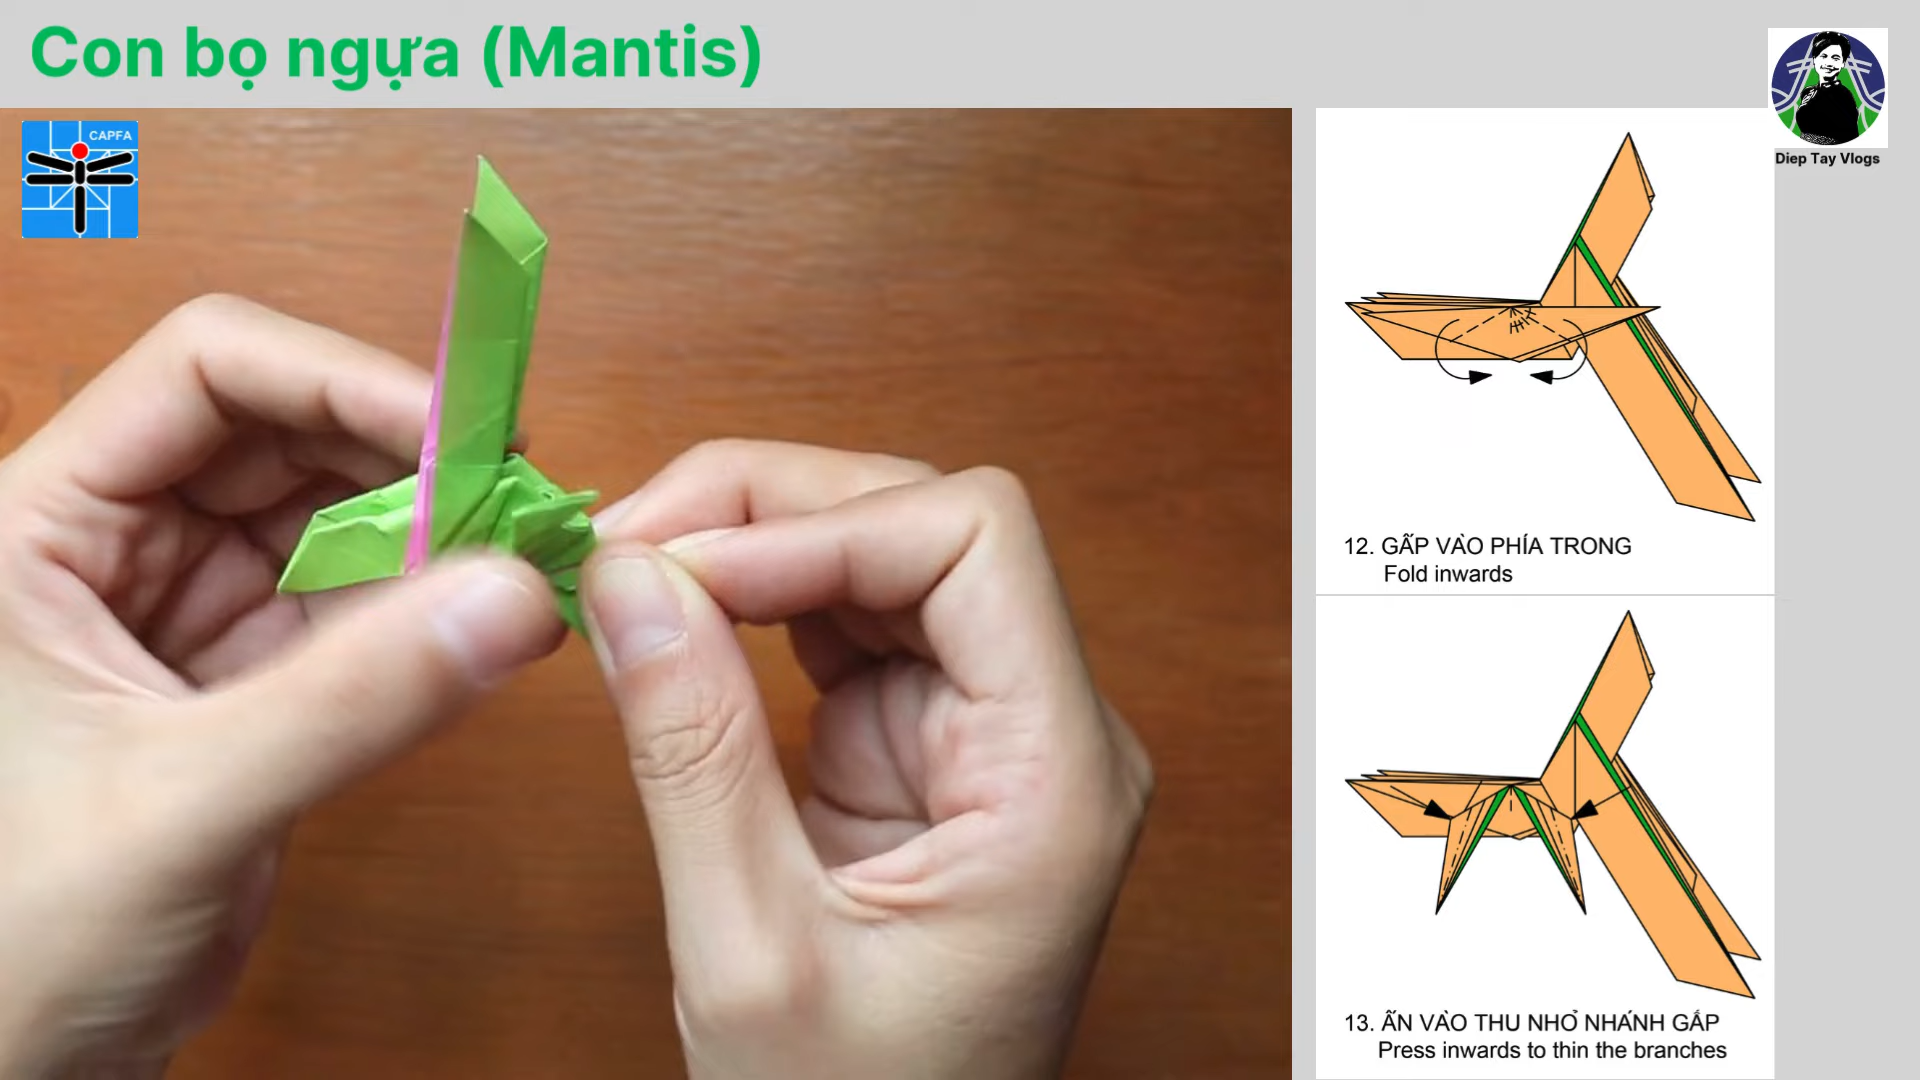 Con bọ ngựa (Mantis)
CAPFA
Diep Tay Vlogs
12. GẤP VÀO PHÍA TRONG
Fold inwards
13. ẤN VÀO THU NHỎ NHÁNH GẤP
Press inwards to thin the branches